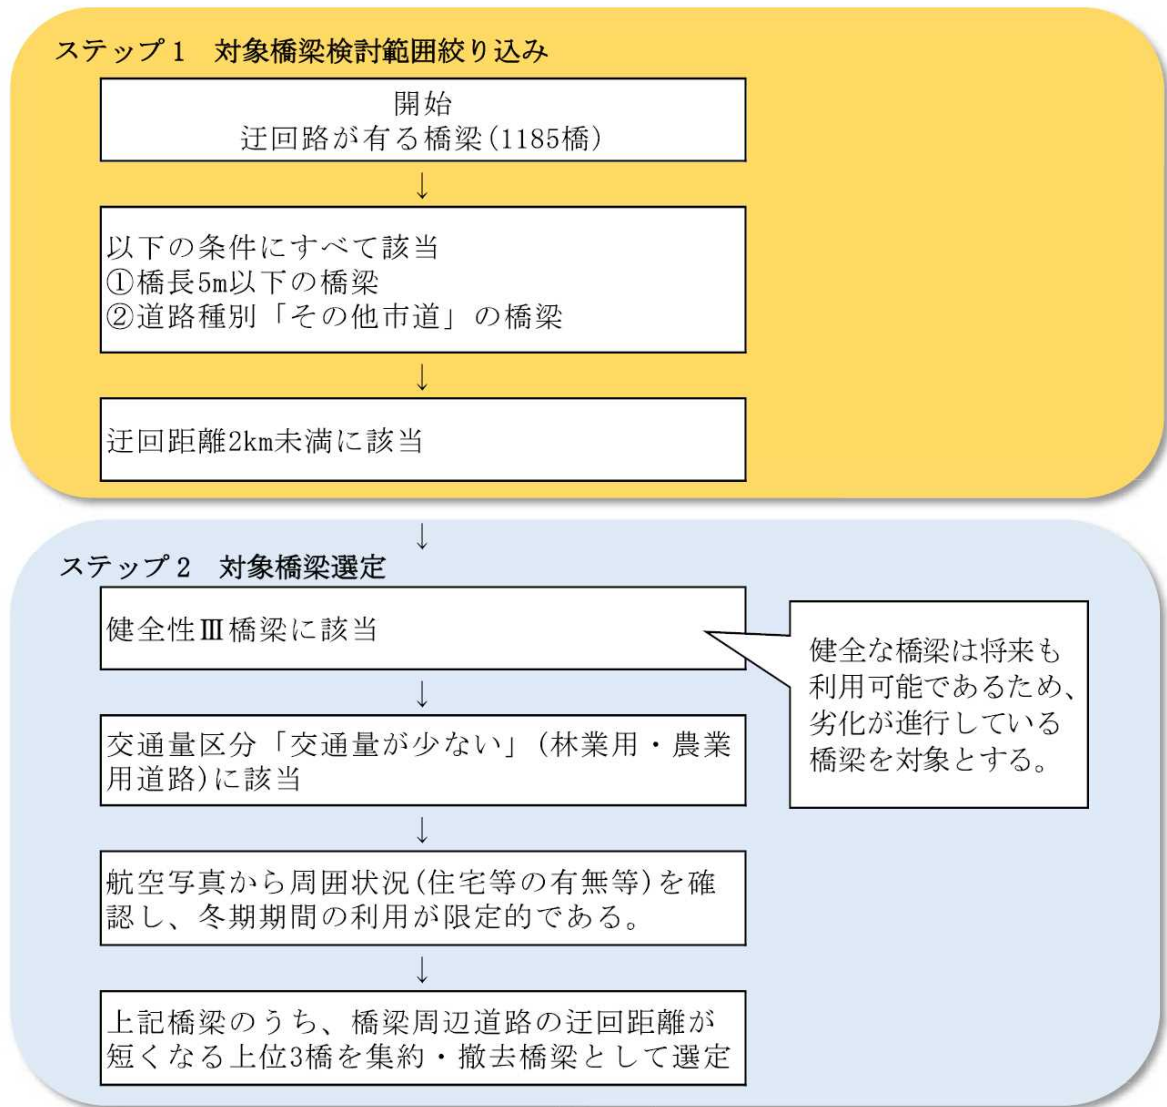 ステップ1　対象橋梁検討範囲絞り込み
開始
迂回路が有る橋梁(1185橋)
↓
以下の条件にすべて該当
①橋長5m以下の橋梁
②道路種別「その他市道」の橋梁
↓
迂回距離2km未満に該当
↓
ステップ2　対象橋梁選定
健全性Ⅲ橋梁に該当
健全な橋梁は将来も
利用可能であるため、
劣化が進行している
橋梁を対象とする。
↓
交通量区分「交通量が少ない」(林業用・農業
用道路)に該当
↓
航空写真から周囲状況(住宅等の有無等)を確
認し、冬期期間の利用が限定的である。
↓
上記橋梁のうち、橋梁周辺道路の迂回距離が
短くなる上位3橋を集約・撤去橋梁として選定